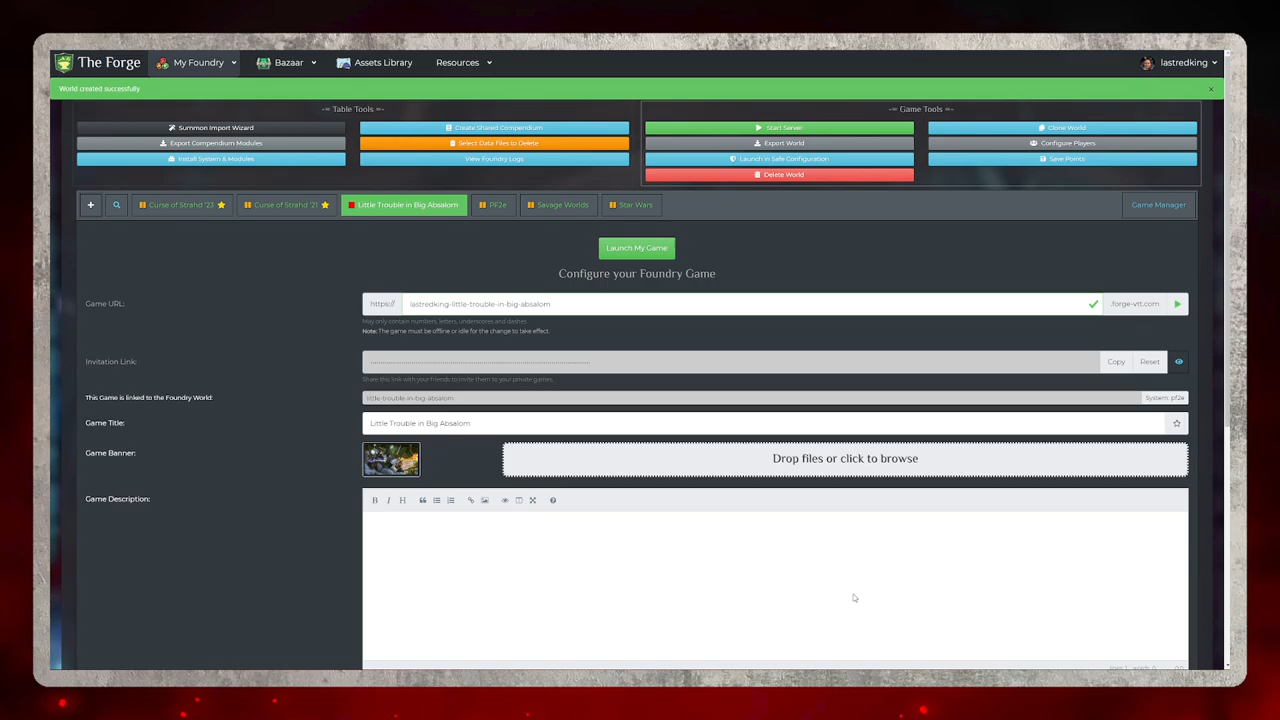 The Forge My Foundry Bazaar Assets Library Resources lastredking
World created successfully ×
-= Table Tools =- -= Game Tools =-
Summon Import Wizard Create Shared Compendium Start Server Clone World
Export Compendium Modules Select Data Files to Delete Export World Configure Players
Install System & Modules View Foundry Logs Launch in Safe Configuration Save Points
Delete World
+ Curse of Strahd '23 Curse of Strahd '21 Little Trouble in Big Absalom PF2e Savage Worlds Star Wars Game Manager
Launch My Game
Configure your Foundry Game
Game URL: https:// lastredking-little-trouble-in-big-absalom .forge-vtt.com
May only contain numbers, letters, underscores and dashes.
Note: The game must be offline or idle for the change to take effect.
Invitation Link: Copy Reset
Share this link with your friends to invite them to your private games.
This Game is linked to the Foundry World: little-trouble-in-big-absalom System: pf2e
Game Title: Little Trouble in Big Absalom
Game Banner: Drop files or click to browse
Game Description: B I H